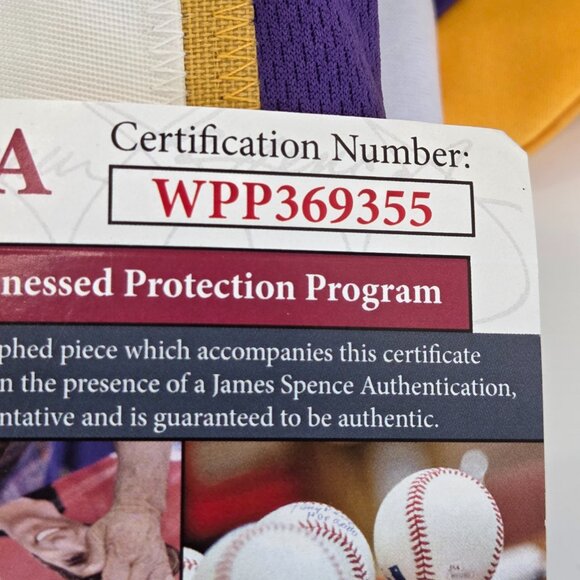 Certification Number:
A
WPP369355
nessed Protection Program
phed piece which accompanies this certificate
n the presence of a James Spence Authentication,
ntative and is guaranteed to be authentic.